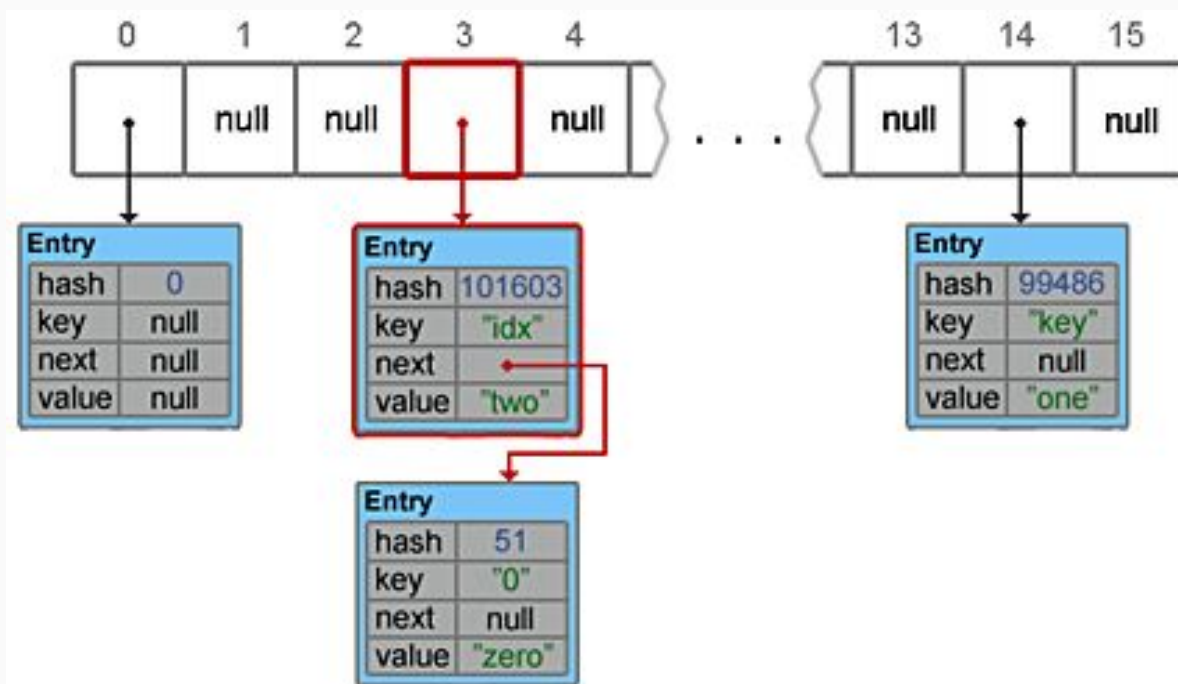 0 1 2 3 4 13 14 15
null null null . . . null null
Entry
hash 0
key null
next null
value null
Entry
hash 101603
key "idx"
next
value "two"
Entry
hash 99486
key "key"
next null
value "one"
Entry
hash 51
key "0"
next null
value "zero"